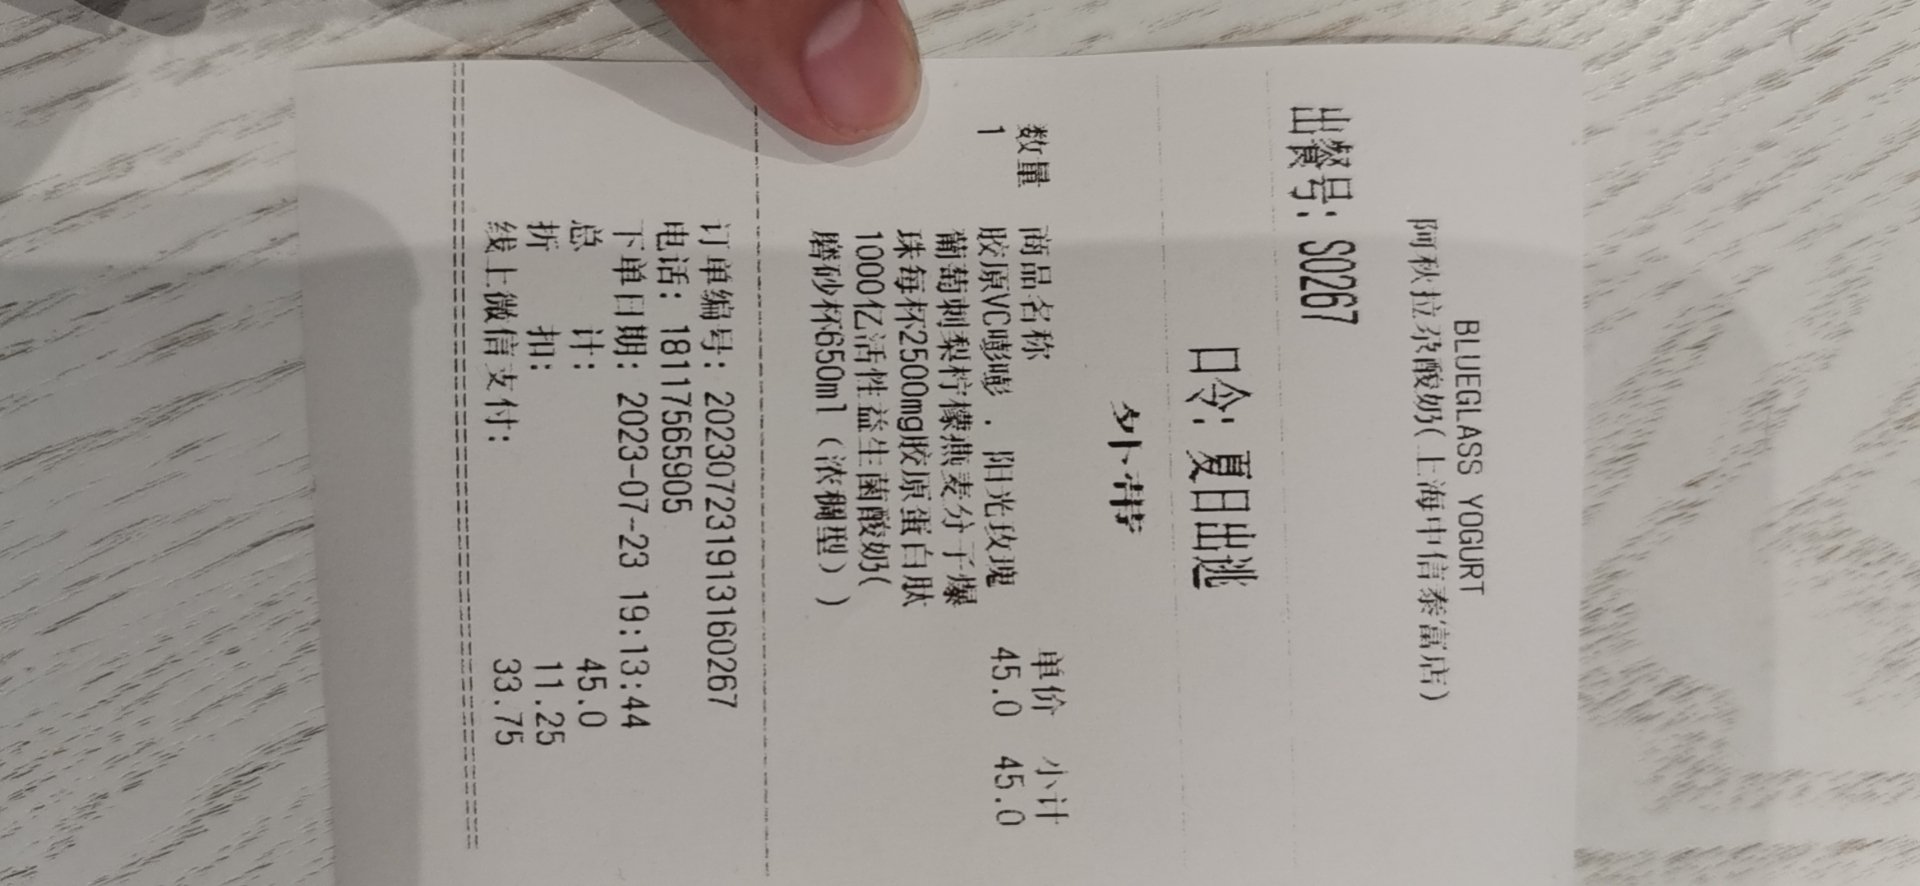 BLUEGLASS YOGURT
阿秋拉尕酸奶(上海中信泰富店)
出餐号: S0267
口令: 夏日出逃
外带
数量 商品名称 单价 小计
1 胶原VC嘭嘭．阳光玫瑰 45.0 45.0
葡萄刺梨柠檬燕麦分子爆
珠每杯2500mg胶原蛋白肽
1000亿活性益生菌酸奶(
磨砂杯650ml（浓稠型）)
订单编号: 20230723191316​0267
电话: 18117565905
下单日期: 2023-07-23 19:13:44
总 计: 45.0
折 扣: 11.25
线上微信支付: 33.75